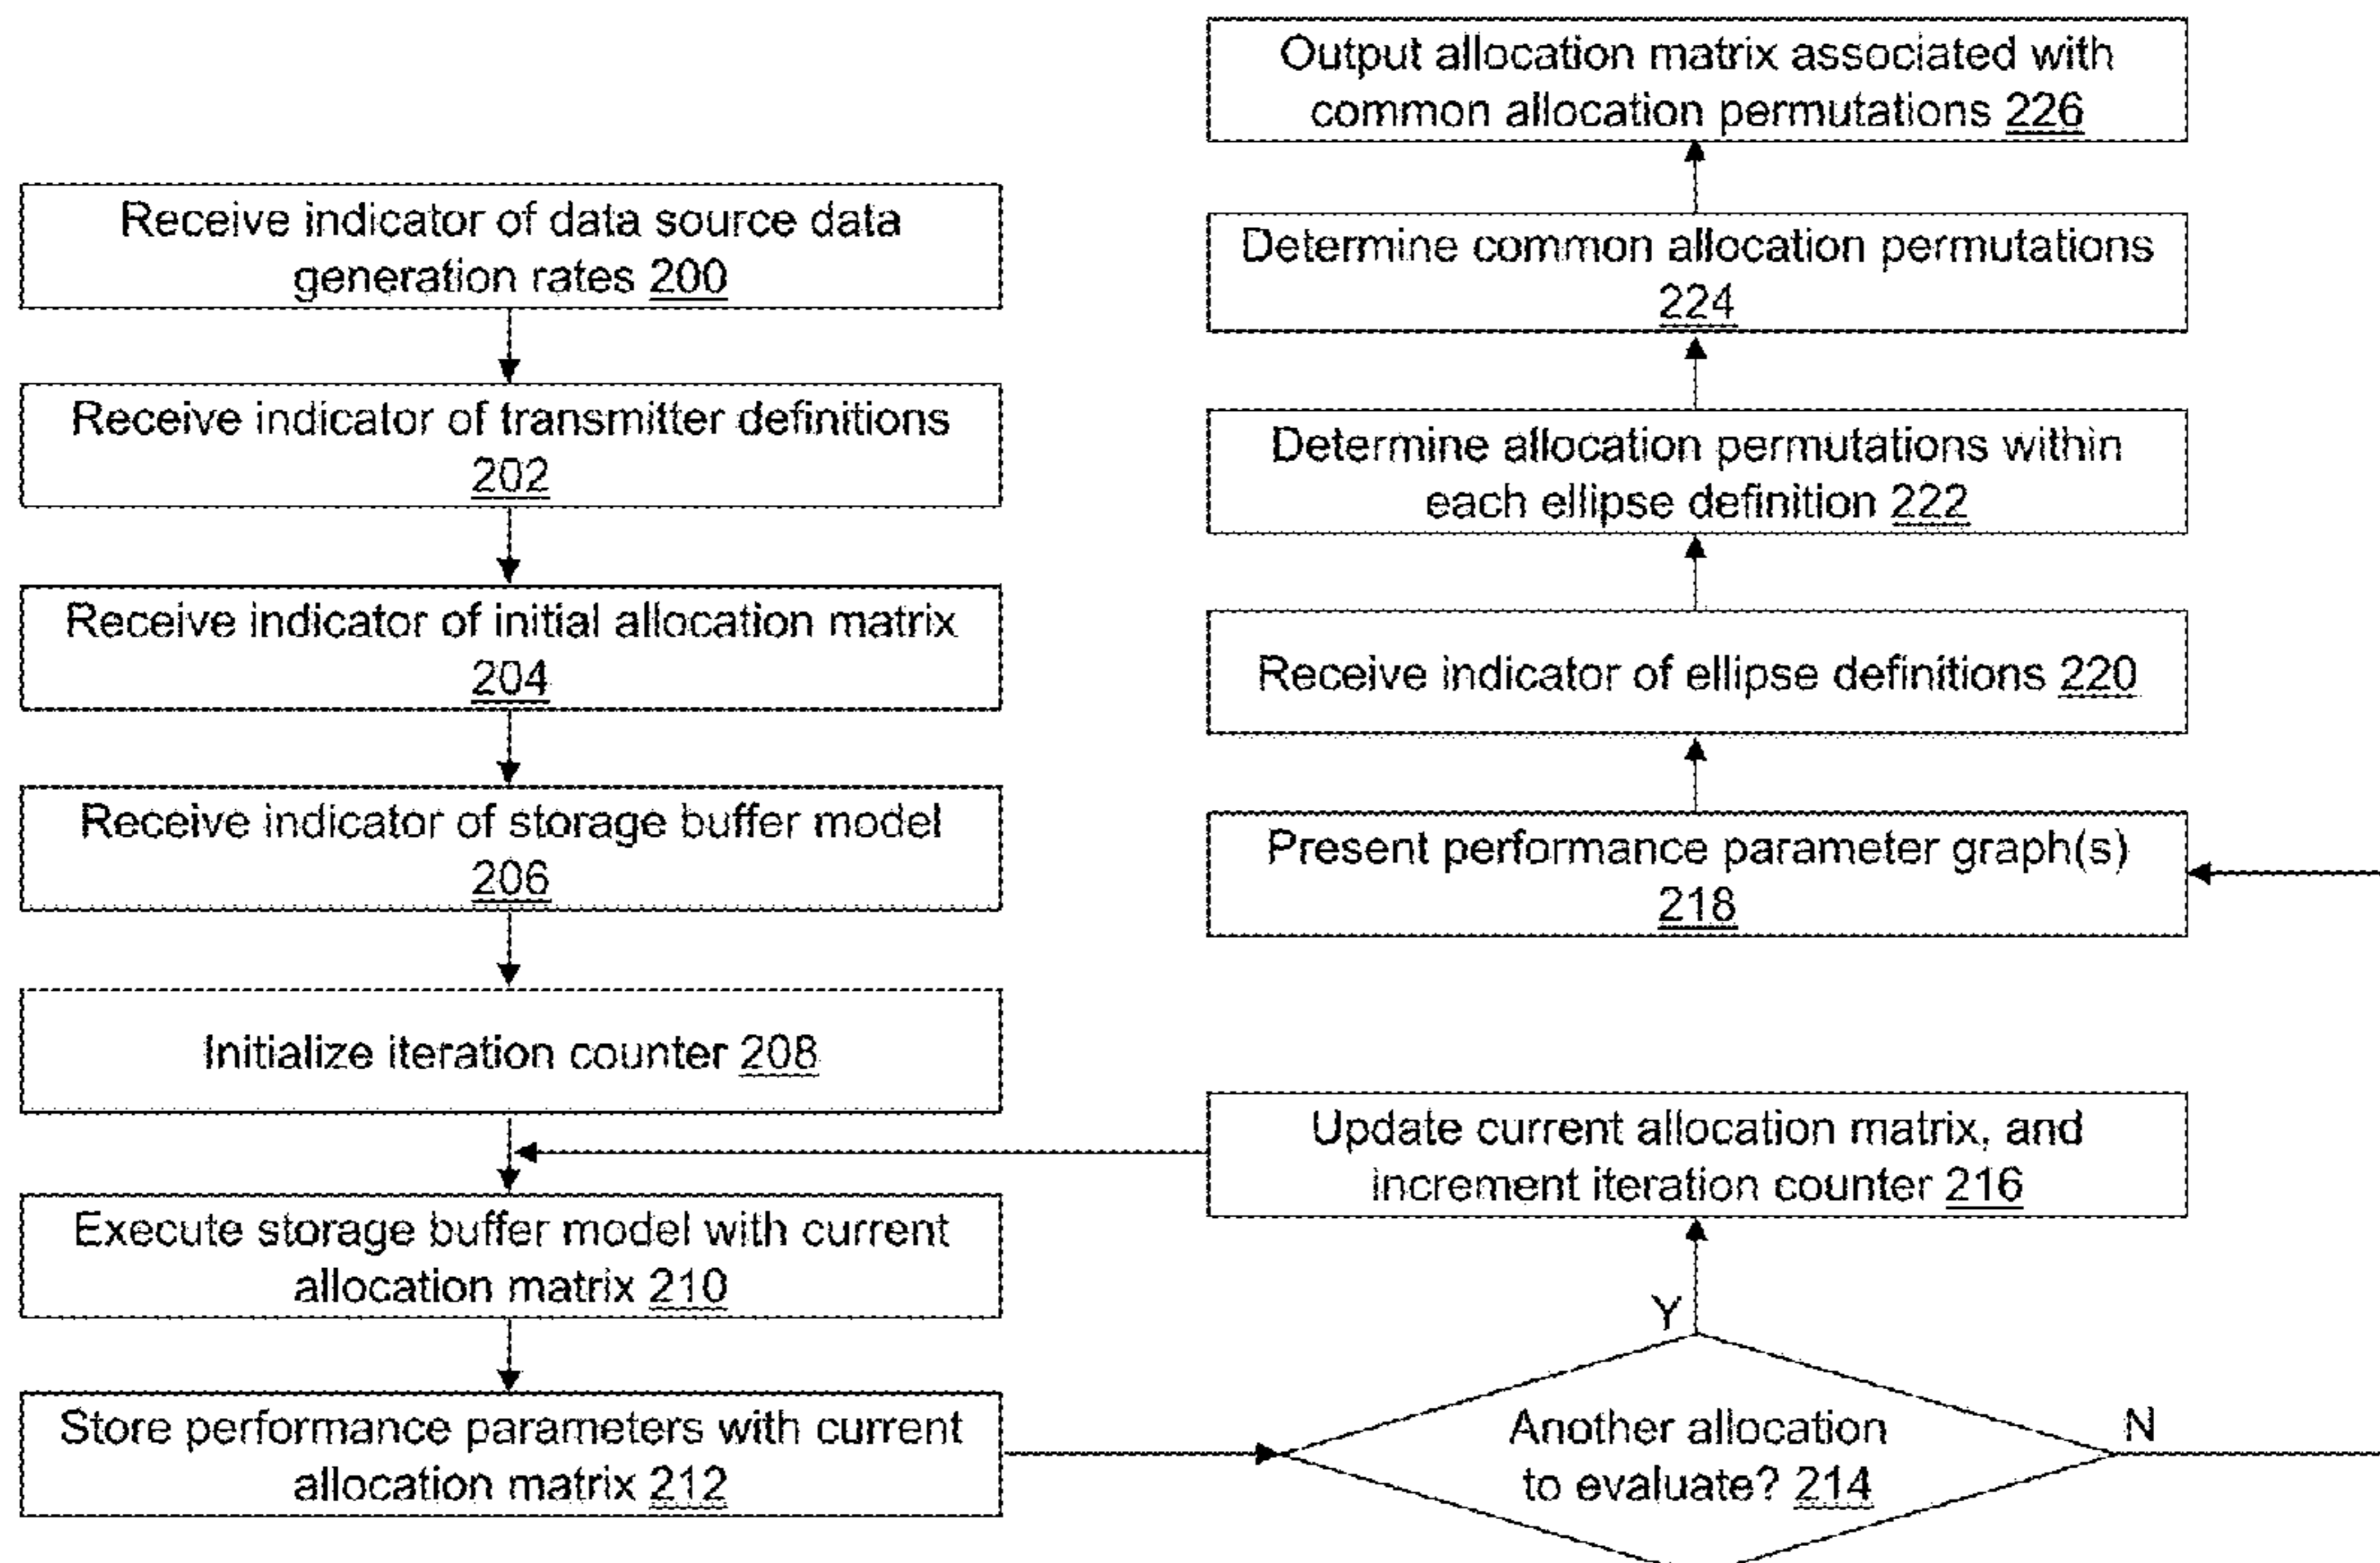 Receive indicator of data source data
generation rates 200
Receive indicator of transmitter definitions
202
Receive indicator of initial allocation matrix
204
Receive indicator of storage buffer model
206
Initialize iteration counter 208
Execute storage buffer model with current
allocation matrix 210
Store performance parameters with current
allocation matrix 212
Another allocation
to evaluate? 214
Y
N
Update current allocation matrix, and
increment iteration counter 216
Present performance parameter graph(s)
218
Receive indicator of ellipse definitions 220
Determine allocation permutations within
each ellipse definition 222
Determine common allocation permutations
224
Output allocation matrix associated with
common allocation permutations 226